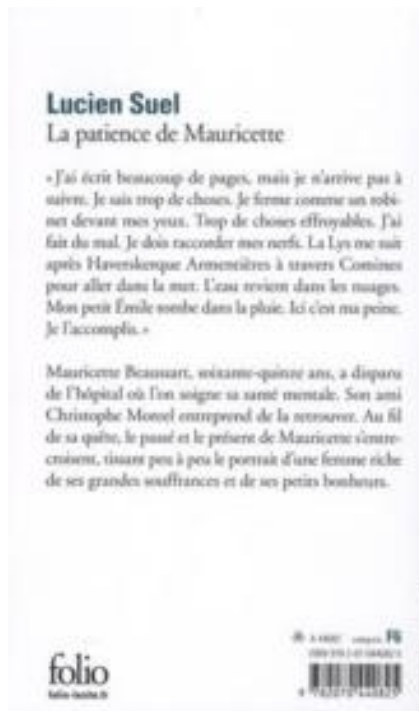 Lucien Suel
La patience de Mauricette
« J'ai écrit beaucoup de pages, mais je n'arrive pas à
suivre. Je sais trop de choses. Je ferme comme un robi-
net devant mes yeux. Trop de choses effroyables. J'ai
fait du mal. Je dois raccorder mes nerfs. La Lys me suit
après Haverskerque Armentières à travers Comines
pour aller dans la mer. L'eau revient dans les nuages.
Mon petit Émile tombe dans la pluie. Ici c'est ma peine.
Je l'accomplis. »
Mauricette Beaussart, soixante-quinze ans, a disparu
de l'hôpital où l'on soigne sa santé mentale. Son ami
Christophe Moreel entreprend de la retrouver. Au fil
de sa quête, le passé et le présent de Mauricette s'entre-
croisent, tissant peu à peu le portrait d'une femme riche
de ses grandes souffrances et de ses petits bonheurs.
F6
folio
folio-lesite.fr